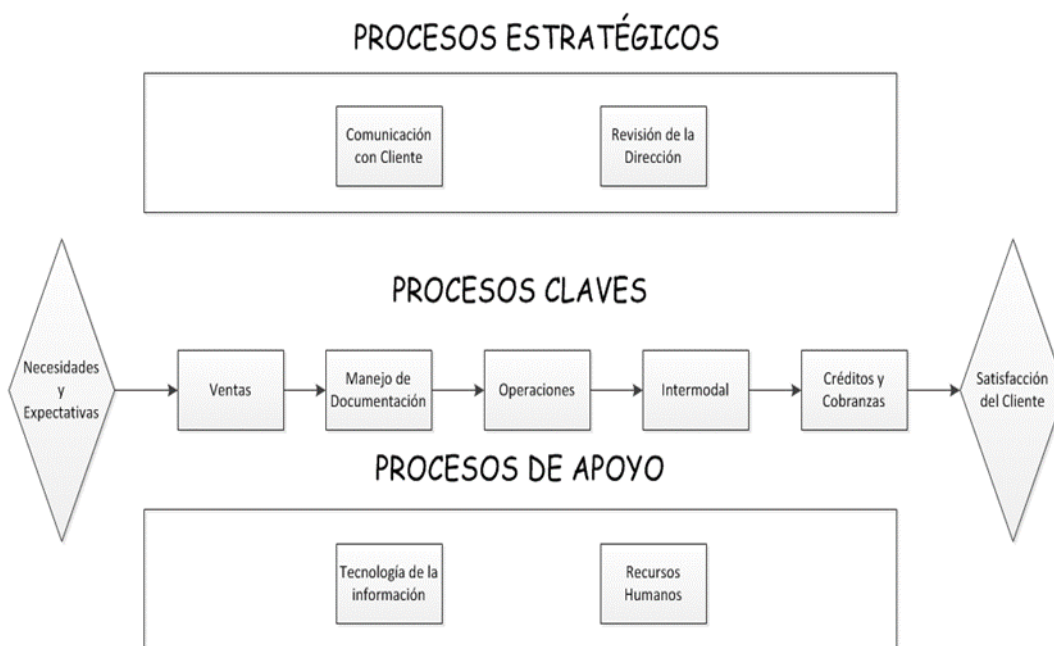 PROCESOS ESTRATÉGICOS
Comunicación
con Cliente
Revisión de la
Dirección
PROCESOS CLAVES
Necesidades
y
Expectativas
Ventas
Manejo de
Documentación
Operaciones
Intermodal
Créditos y
Cobranzas
Satisfacción
del Cliente
PROCESOS DE APOYO
Tecnología de la
información
Recursos
Humanos